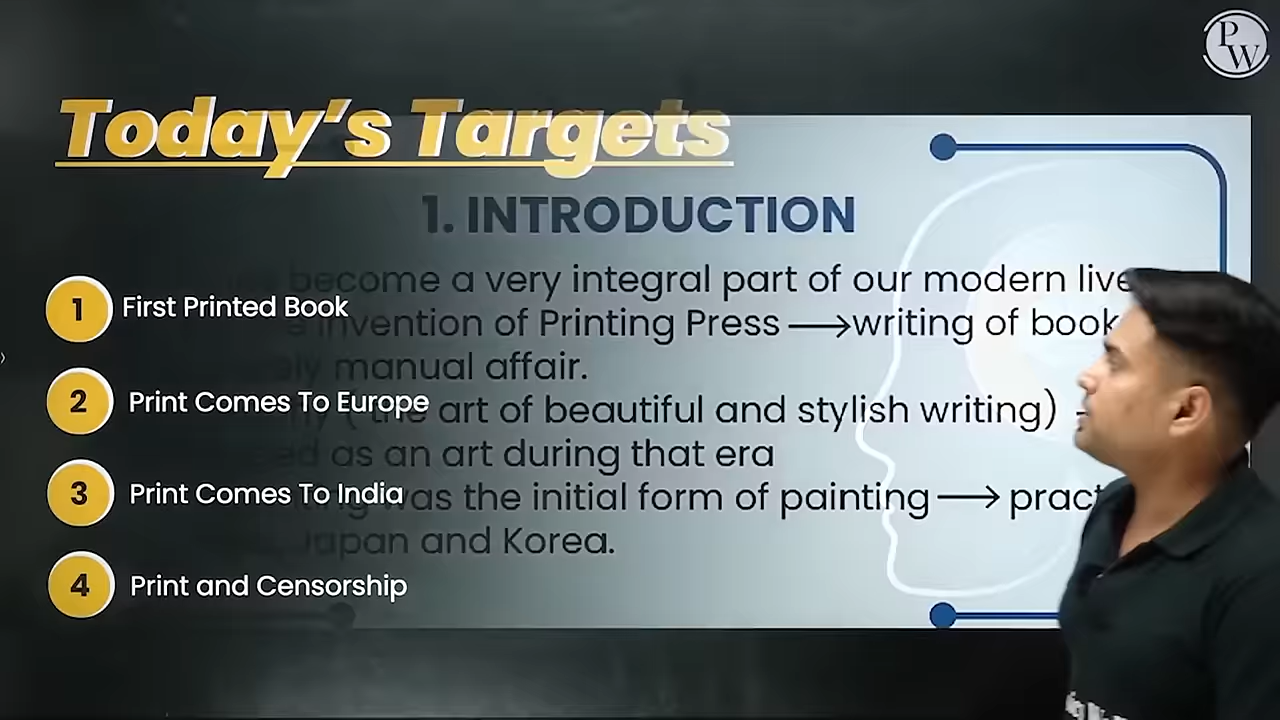 PW
Today's Targets
1. INTRODUCTION
become a very integral part of our modern live
invention of Printing Press → writing of book
manual affair.
the art of beautiful and stylish writing)
as an art during that era
was the initial form of painting → pract
Japan and Korea.
1 First Printed Book
2 Print Comes To Europe
3 Print Comes To India
4 Print and Censorship